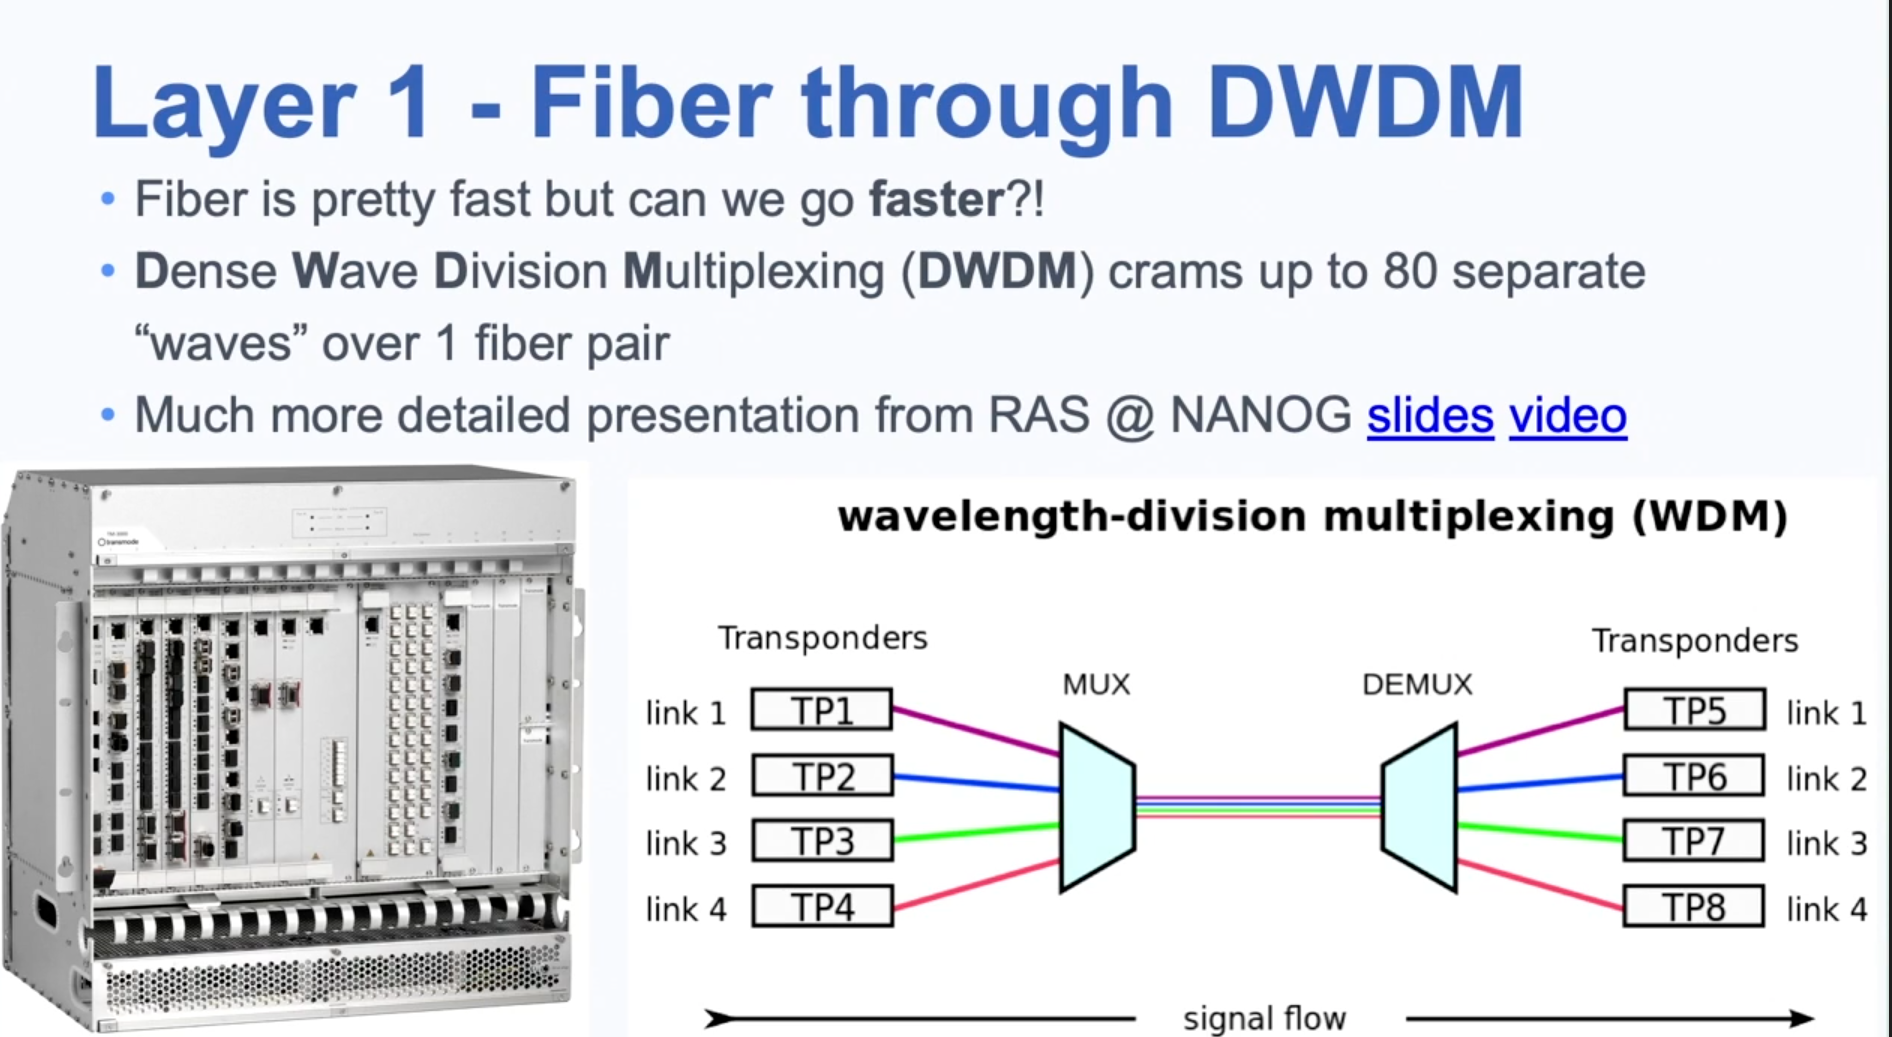 Layer 1 - Fiber through DWDM
• Fiber is pretty fast but can we go faster?!
• Dense Wave Division Multiplexing (DWDM) crams up to 80 separate
“waves” over 1 fiber pair
• Much more detailed presentation from RAS @ NANOG slides video
transmode
wavelength-division multiplexing (WDM)
Transponders
Transponders
MUX
DEMUX
link 1 TP1
TP5 link 1
link 2 TP2
TP6 link 2
link 3 TP3
TP7 link 3
link 4 TP4
TP8 link 4
signal flow